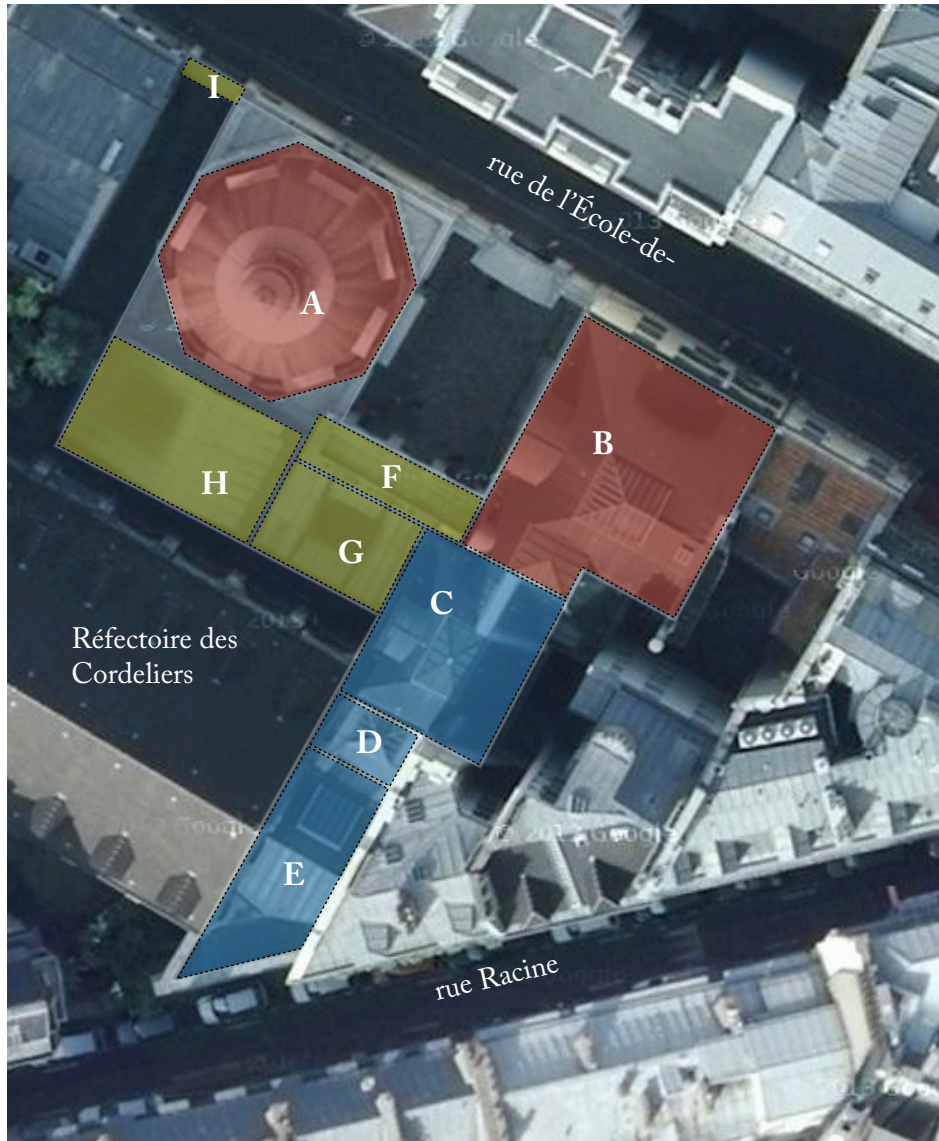 I
rue de l'École-de-
A
B
H
F
G
C
Réfectoire des
Cordeliers
D
E
rue Racine